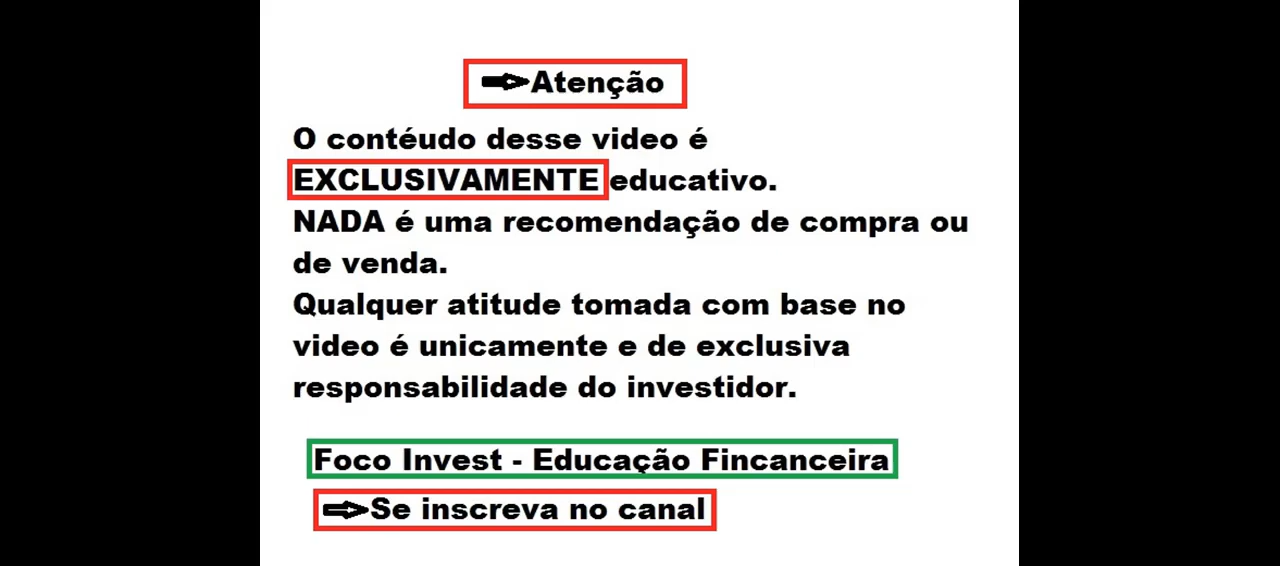 Atenção
O contéudo desse video é
EXCLUSIVAMENTE educativo.
NADA é uma recomendação de compra ou
de venda.
Qualquer atitude tomada com base no
video é unicamente e de exclusiva
responsabilidade do investidor.
Foco Invest - Educação Fincanceira
Se inscreva no canal